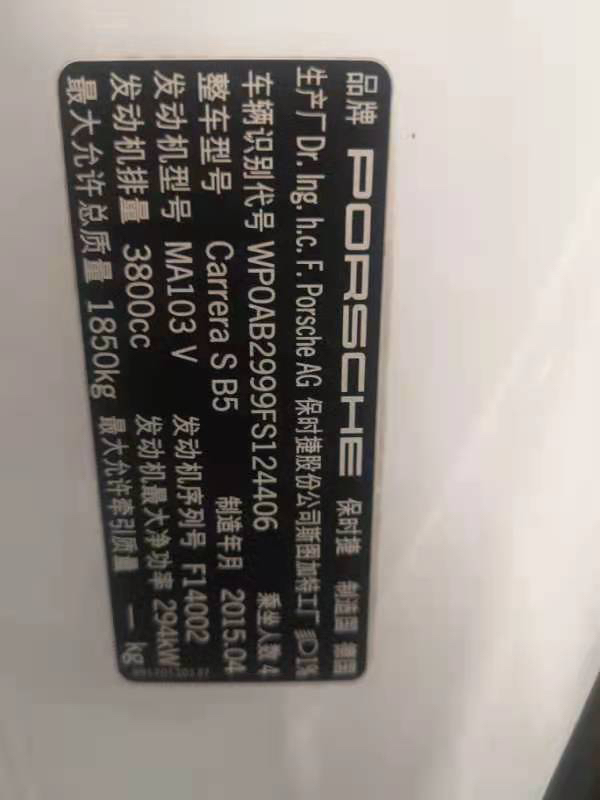 品牌 PORSCHE 保时捷 制造国 德国
生产厂 Dr. Ing. h.c. F. Porsche AG 保时捷股份公司斯图加特工厂 1%
车辆识别代号 WP0AB2999FS124406 乘坐人数 4
整车型号 Carrera S B5 制造年月 2015.04
发动机型号 MA103 V 发动机序列号 F14002
发动机排量 3800cc 发动机最大净功率 294kW
最大允许总质量 1850kg 最大允许牵引质量 — kg